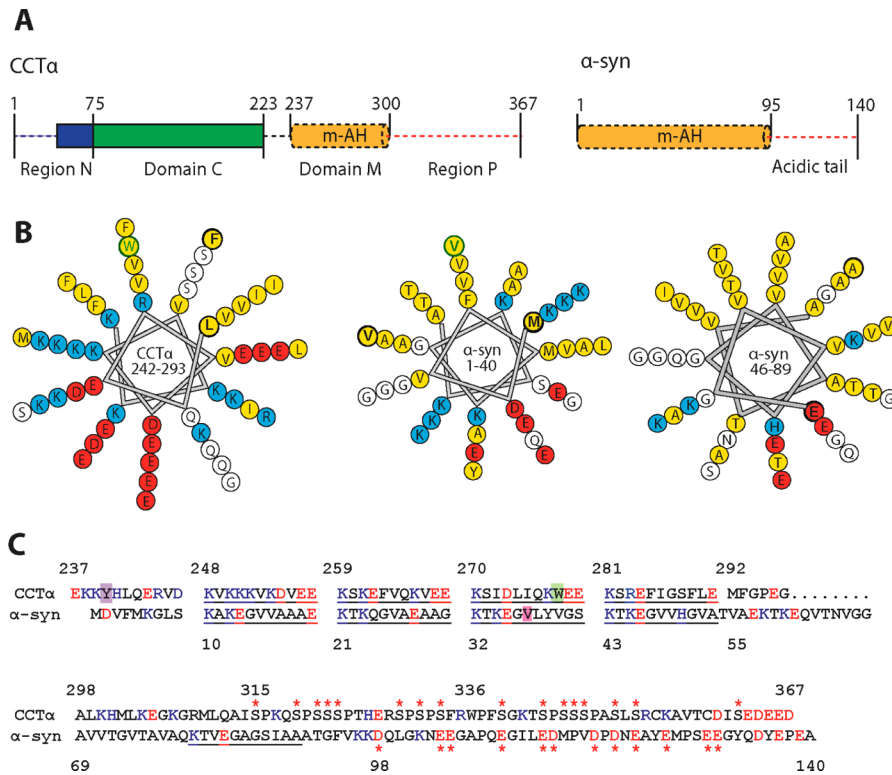 A
CCTα
α-syn
1 75 223 237 300 367
1 95 140
m-AH
m-AH
Region N Domain C Domain M Region P
Acidic tail
B
F W V V R
F S S S V
L V V I I
V E E E L
K K I R
Q K Q Q G
D E E E E
K E D E
E D K K S
K K K K M
K F L F
CCTα
242-293
V V V F
K A A
M K K K
M V A L
S E G
D E Q E
K A E Y
K K K K
V G G G
G A A V
A T T
α-syn
1-40
V V V A
A G A
V K V V
A T T G
E E G Q
H E T E
T N A S
G K A K
G Q G G
V V V I
V T V T
α-syn
46-89
C
237 248 259 270 281 292
CCTα EKKYHLQERVD KVKKKVKDVEE KSKEFVQKVEE KSIDLIQKWEE KSREFIGSFLE MFGPEG........
α-syn MDVFMKGLS KAKEGVVAAAE KTKQGVAEAAG KTKEGVLYVGS KTKEGVVHGVATVAEKTKEQVTNVGG
10 21 32 43 55
298 315 336 367
CCTα ALKHMLKEGKGRMLQAISPKQSPSSSPTHERSPSPSFRWPFSGKTSPSSSPASLSRCKAVTCDISEDEED
α-syn AVVTGVTAVAQKTVEGAGSIAAATGFVKKDQLGKNEEGAPQEGILEDMPVDPDNEAYEMPSEEGYQDYEPEA
69 98 140